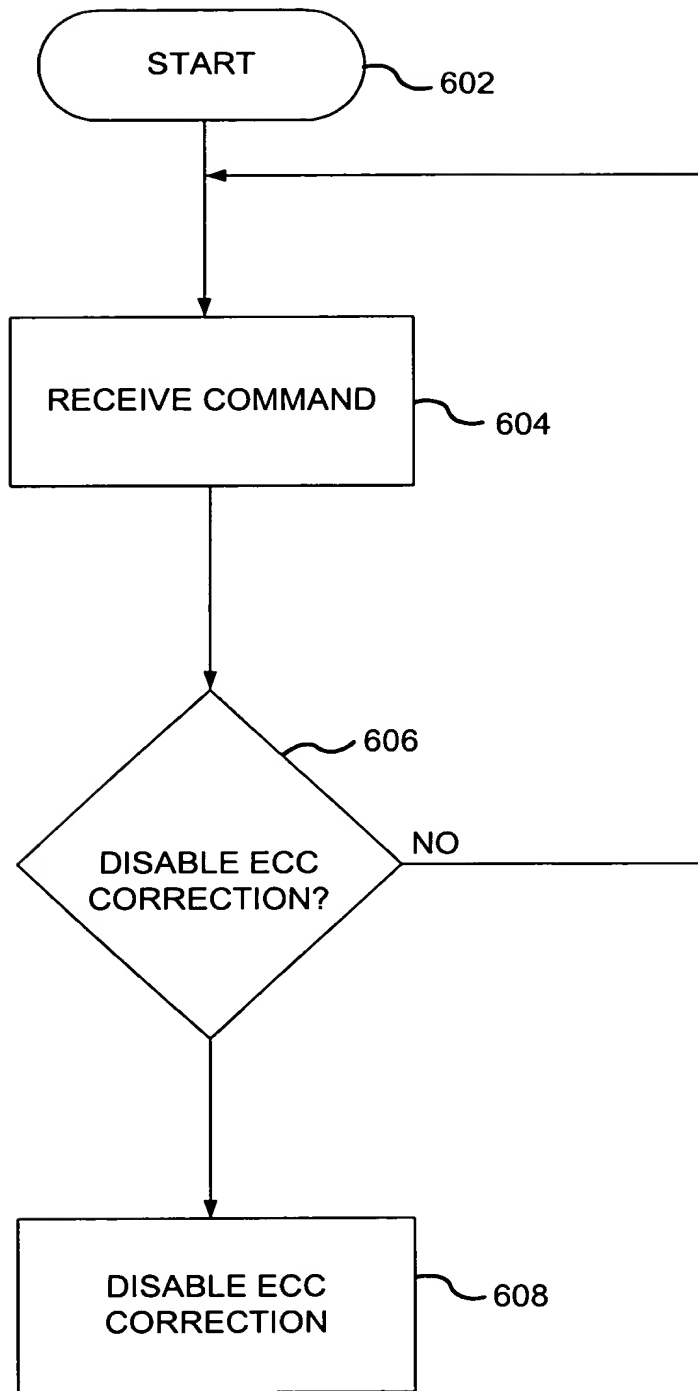 START
602
RECEIVE COMMAND
604
606
DISABLE ECC
CORRECTION?
NO
DISABLE ECC
CORRECTION
608